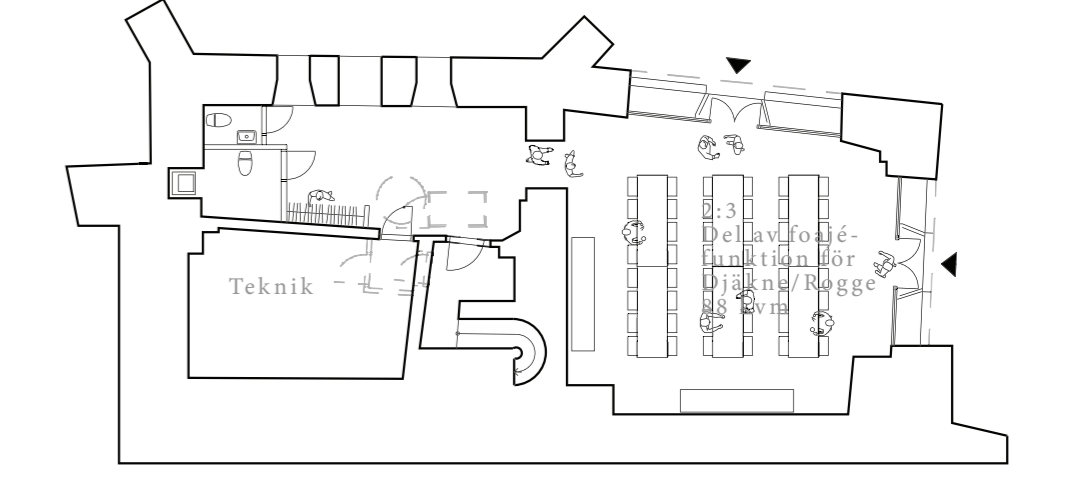 Teknik
2:3
Del av foajé-
funktion för
Djäkne/Rogge
88 kvm